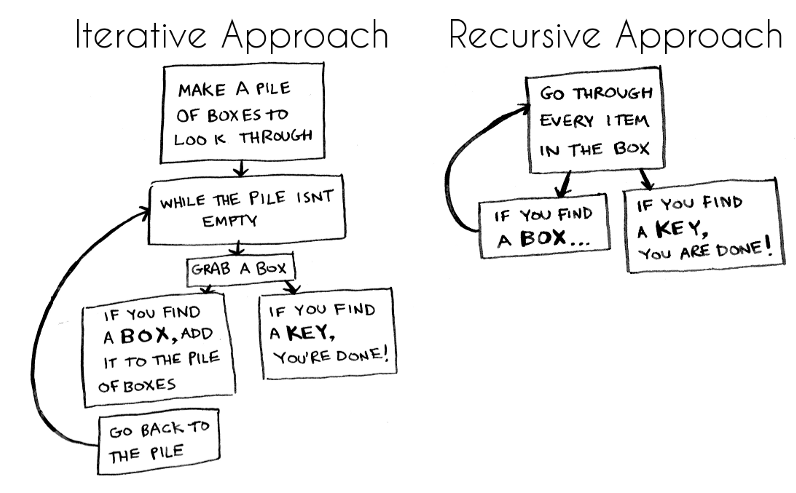 Iterative Approach
MAKE A PILE
OF BOXES TO
LOOK THROUGH
WHILE THE PILE ISNT
EMPTY
GRAB A BOX
IF YOU FIND
A BOX, ADD
IT TO THE PILE
OF BOXES
IF YOU FIND
A KEY,
YOU'RE DONE!
GO BACK TO
THE PILE
Recursive Approach
GO THROUGH
EVERY ITEM
IN THE BOX
IF YOU FIND
A BOX...
IF YOU FIND
A KEY,
YOU ARE DONE!